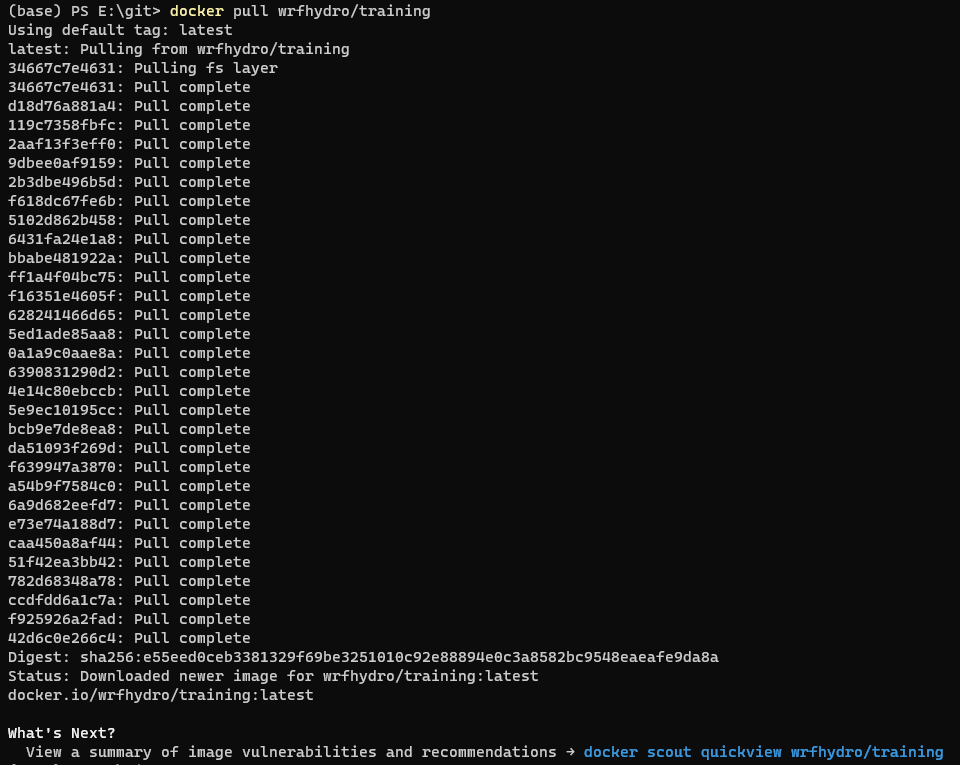 (base) PS E:\git> docker pull wrfhydro/training
Using default tag: latest
latest: Pulling from wrfhydro/training
34667c7e4631: Pulling fs layer
34667c7e4631: Pull complete
d18d76a881a4: Pull complete
119c7358fbfc: Pull complete
2aaf13f3eff0: Pull complete
9dbee0af9159: Pull complete
2b3dbe496b5d: Pull complete
f618dc67fe6b: Pull complete
5102d862b458: Pull complete
6431fa24e1a8: Pull complete
bbabe481922a: Pull complete
ff1a4f04bc75: Pull complete
f16351e4605f: Pull complete
628241466d65: Pull complete
5ed1ade85aa8: Pull complete
0a1a9c0aae8a: Pull complete
6390831290d2: Pull complete
4e14c80ebccb: Pull complete
5e9ec10195cc: Pull complete
bcb9e7de8ea8: Pull complete
da51093f269d: Pull complete
f639947a3870: Pull complete
a54b9f7584c0: Pull complete
6a9d682eefd7: Pull complete
e73e74a188d7: Pull complete
caa450a8af44: Pull complete
51f42ea3bb42: Pull complete
782d68348a78: Pull complete
ccdfdd6a1c7a: Pull complete
f925926a2fad: Pull complete
42d6c0e266c4: Pull complete
Digest: sha256:e55eed0ceb3381329f69be3251010c92e88894e0c3a8582bc9548eaeafe9da8a
Status: Downloaded newer image for wrfhydro/training:latest
docker.io/wrfhydro/training:latest
What's Next?
View a summary of image vulnerabilities and recommendations → docker scout quickview wrfhydro/training